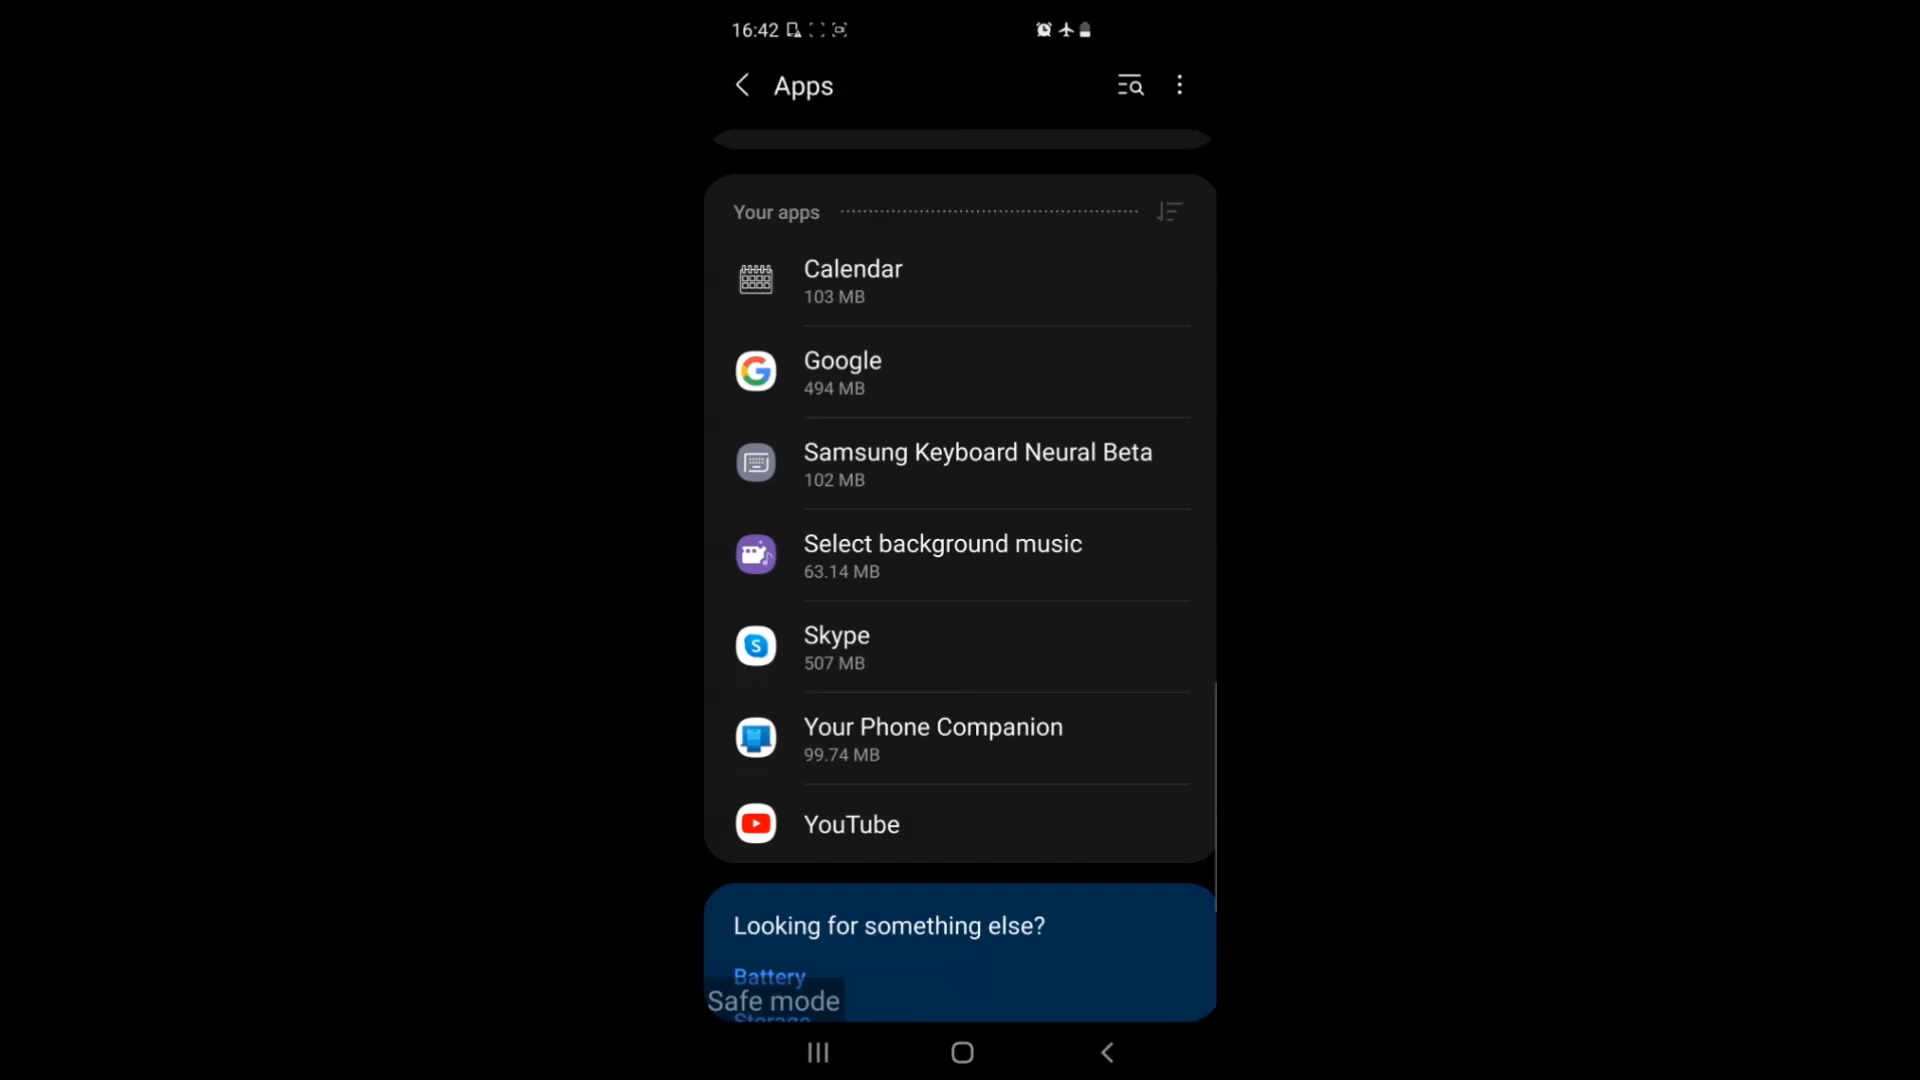 16:42
Apps
Your apps
Calendar
103 MB
Google
494 MB
Samsung Keyboard Neural Beta
102 MB
Select background music
63.14 MB
Skype
507 MB
Your Phone Companion
99.74 MB
YouTube
Looking for something else?
Battery
Safe mode
Storage